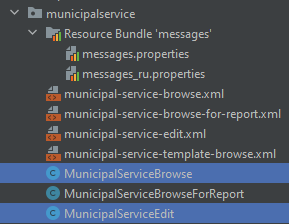 municipalservice
Resource Bundle 'messages'
messages.properties
messages_ru.properties
municipal-service-browse.xml
municipal-service-browse-for-report.xml
municipal-service-edit.xml
municipal-service-template-browse.xml
MunicipalServiceBrowse
MunicipalServiceBrowseForReport
MunicipalServiceEdit